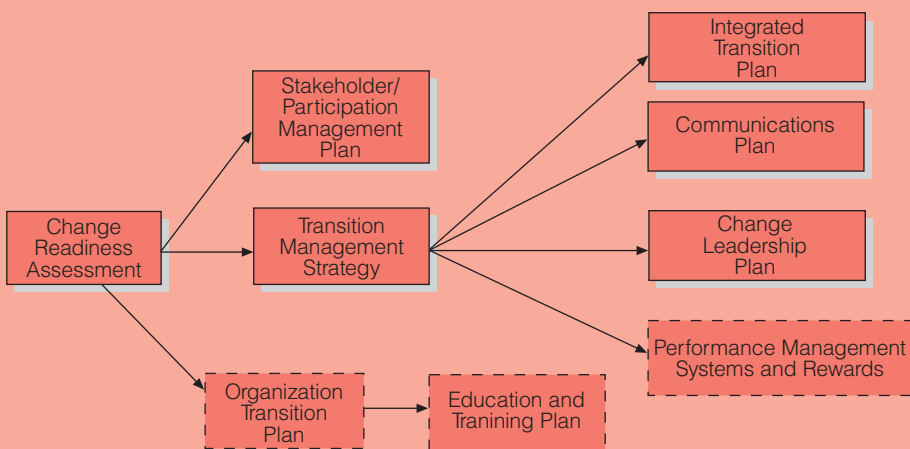 Integrated
Transition
Plan
Stakeholder/
Participation
Management
Plan
Communications
Plan
Change
Readiness
Assessment
Transition
Management
Strategy
Change
Leadership
Plan
Performance Management
Systems and Rewards
Organization
Transition
Plan
Education and
Tranining Plan